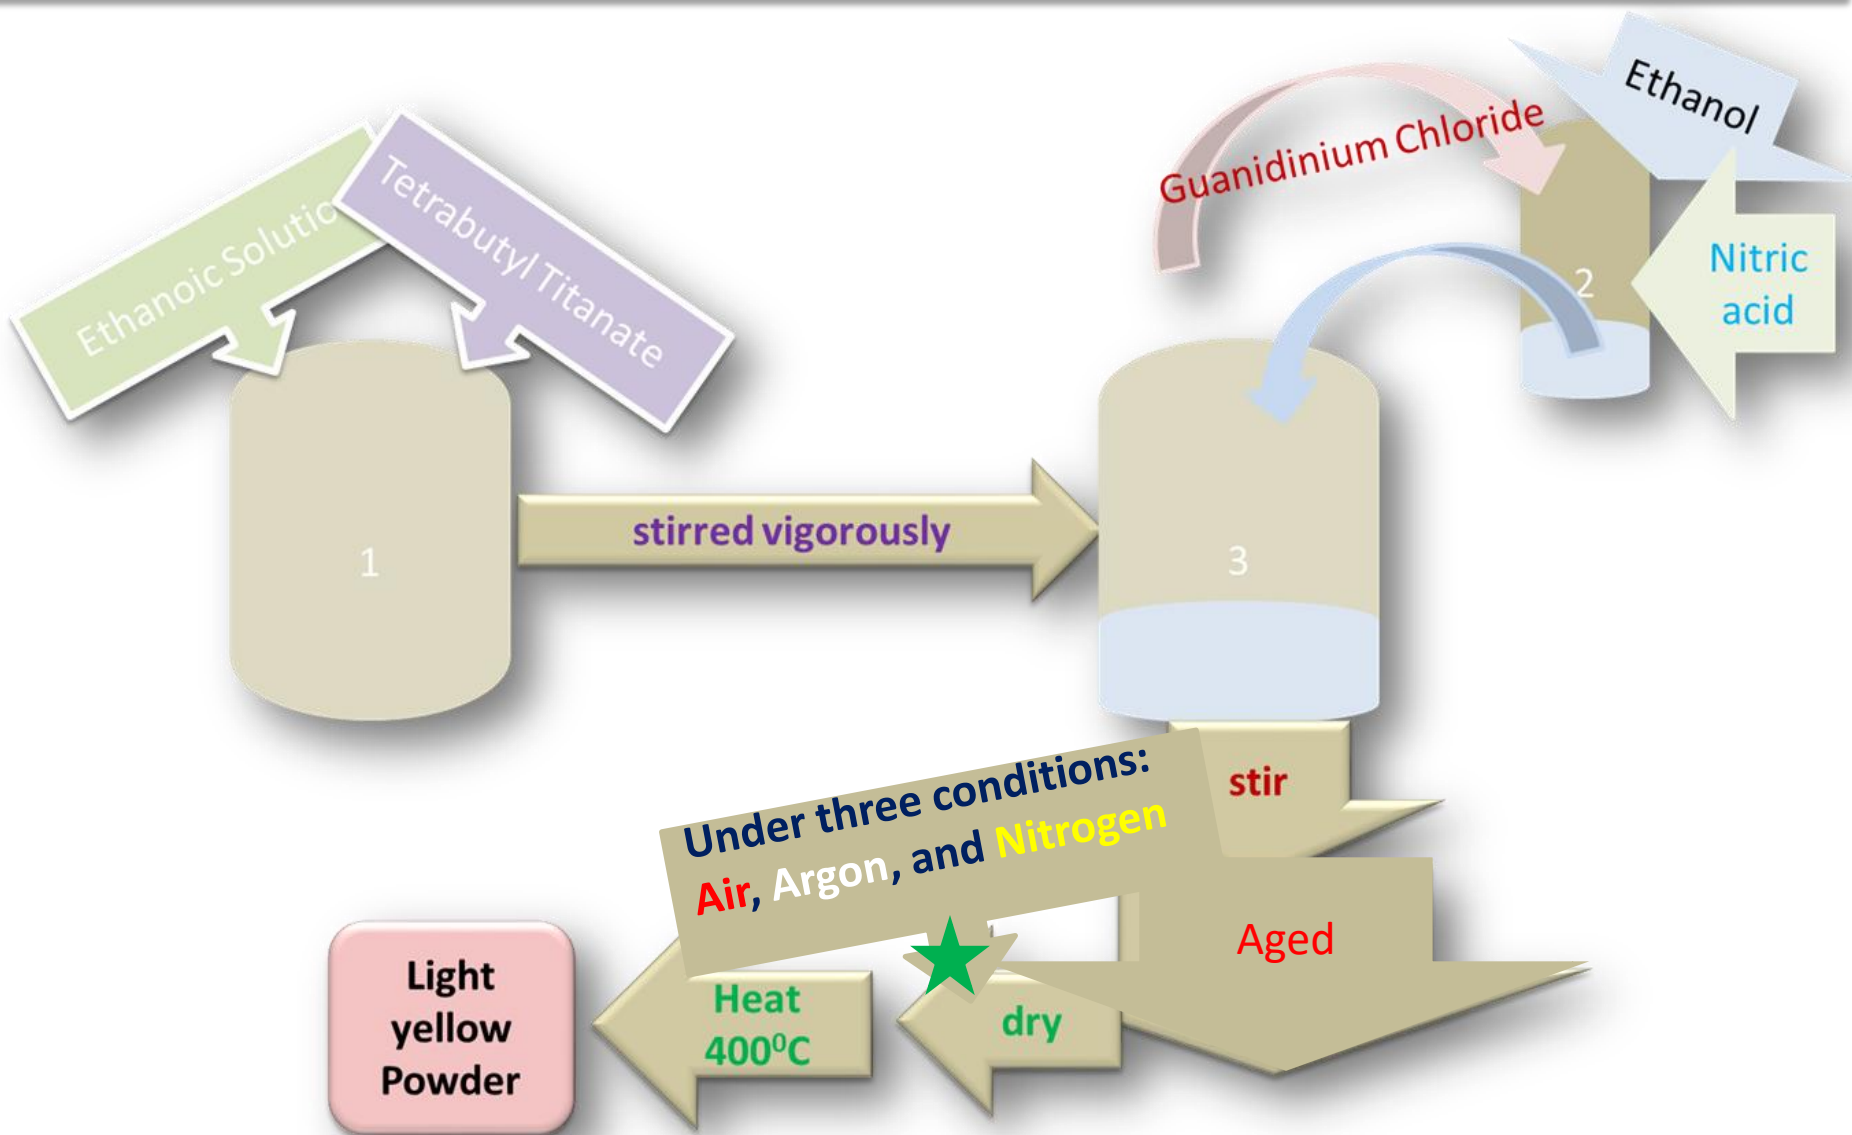 Ethanol
Guanidinium Chloride
Ethanoic Solutio
Tetrabutyl Titanate
Nitric
acid
2
stirred vigorously
1
3
stir
Under three conditions:
Air, Argon, and Nitrogen
Aged
Heat
400⁰C
dry
Light
yellow
Powder